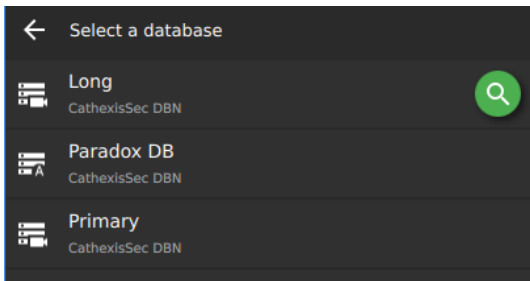 Select a database
Long
CathexisSec DBN
Paradox DB
CathexisSec DBN
A
Primary
CathexisSec DBN